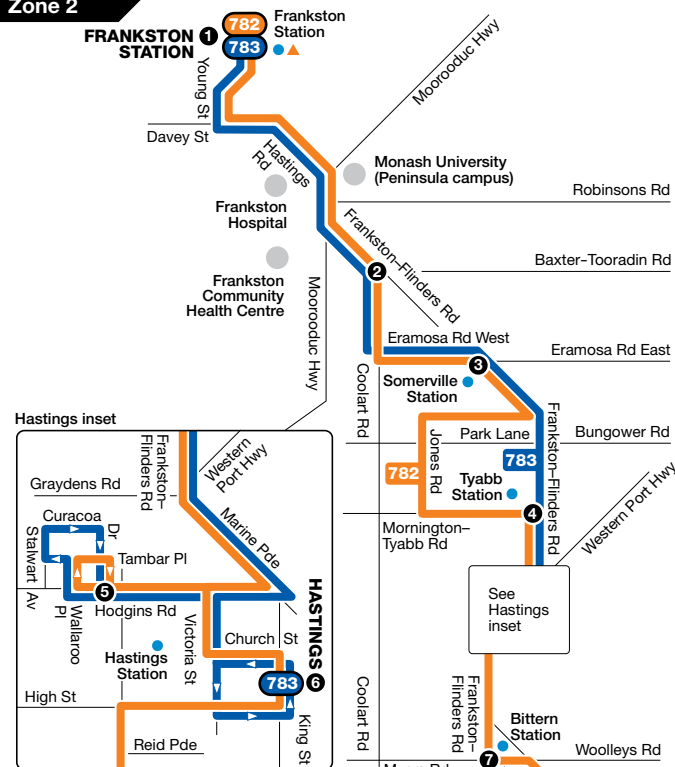 Zone 2
FRANKSTON
STATION
1
782
783
Frankston
Station
Young St
Davey St
Hastings
Rd
Moorooduc Hwy
Monash University
(Peninsula campus)
Robinsons Rd
Frankston
Hospital
Frankston–Flinders Rd
2
Baxter–Tooradin Rd
Frankston
Community
Health Centre
Moorooduc Hwy
Eramosa Rd West
Eramosa Rd East
3
Somerville
Station
Coolart Rd
Jones Rd
Park Lane
Bungower Rd
782
783
Frankston–Flinders Rd
Tyabb
Station
4
Western Port Hwy
Mornington–
Tyabb Rd
See
Hastings
inset
Coolart Rd
Frankston–
Flinders Rd
Bittern
Station
7
Woolleys Rd
Hastings inset
Frankston–
Flinders Rd
Western
Port Hwy
Graydens Rd
Curacoa
Dr
Marine Pde
Stalwart
Av
Tambar Pl
5
Hodgins Rd
Wallaroo
Pl
Victoria St
Church St
HASTINGS
Hastings
Station
783
6
High St
King St
Reid Pde